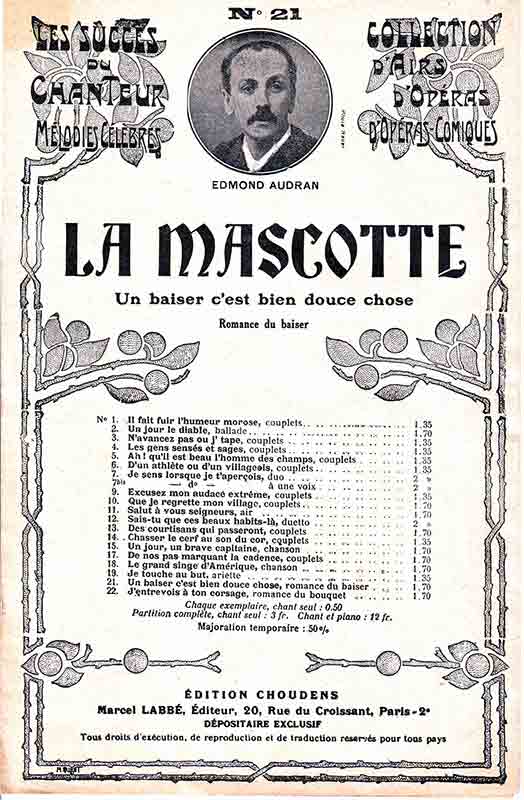 N° 21
LES SUCCÈS
DU
CHANTEUR
MÉLODIES CÉLÈBRES
COLLECTION
D'AIRS
D'OPÉRAS
D'OPÉRAS-COMIQUES
EDMOND AUDRAN
LA MASCOTTE
Un baiser c'est bien douce chose
Romance du baiser
N° 1. Il fait fuir l'humeur morose, couplets 1.35
2. Un jour le diable, ballade 1.70
3. N'avancez pas ou j' tape, couplets 1.35
4. Les gens sensés et sages, couplets 1.35
5. Ah! qu'il est beau l'homme des champs, couplets 1.35
6. D'un athlète ou d'un villageois, couplets 1.35
7. Je sens lorsque je t'aperçois, duo 2 »
7bis — d° — à une voix 2 »
9. Excusez mon audace extrême, couplets 1.35
10. Que je regrette mon village, couplets 1.70
11. Salut à vous seigneurs, air 1.70
12. Sais-tu que ces beaux habits-là, duetto 2 »
13. Des courtisans qui passeront, couplets 1.70
14. Chasser le cerf au son du cor, couplets 1.35
15. Un jour, un brave capitaine, chanson 1.70
17. De nos pas marquant la cadence, couplets 1.70
18. Le grand singe d'Amérique, chanson 1.70
19. Je touche au but, ariette 1.35
21. Un baiser c'est bien douce chose, romance du baiser 1.70
22. J'entrevois à ton corsage, romance du bouquet 1.70
Chaque exemplaire, chant seul : 0.50
Partition complète, chant seul : 3 fr. Chant et piano : 12 fr.
Majoration temporaire : 50%
ÉDITION CHOUDENS
Marcel LABBÉ, Éditeur, 20, Rue du Croissant, Paris-2e
DÉPOSITAIRE EXCLUSIF
Tous droits d'exécution, de reproduction et de traduction réservés pour tous pays